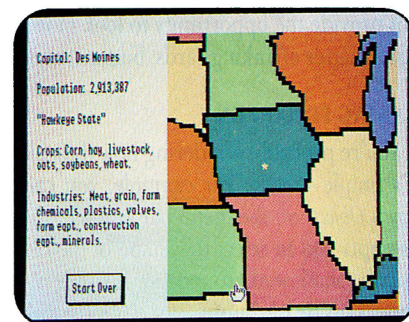 Capital: Des Moines
Population: 2,913,387
"Hawkeye State"
Crops: Corn, hay, livestock,
oats, soybeans, wheat.
Industries: Meat, grain, farm
chemicals, plastics, valves,
farm eqpt., construction
eqpt., minerals.
Start Over